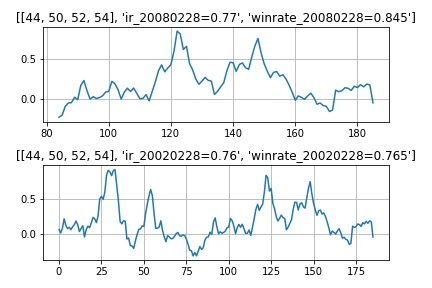 [[44, 50, 52, 54], 'ir_20080228=0.77', 'winrate_20080228=0.845']
0.5
0.0
80 100 120 140 160 180
[[44, 50, 52, 54], 'ir_20020228=0.76', 'winrate_20020228=0.765']
0.5
0.0
0 25 50 75 100 125 150 175